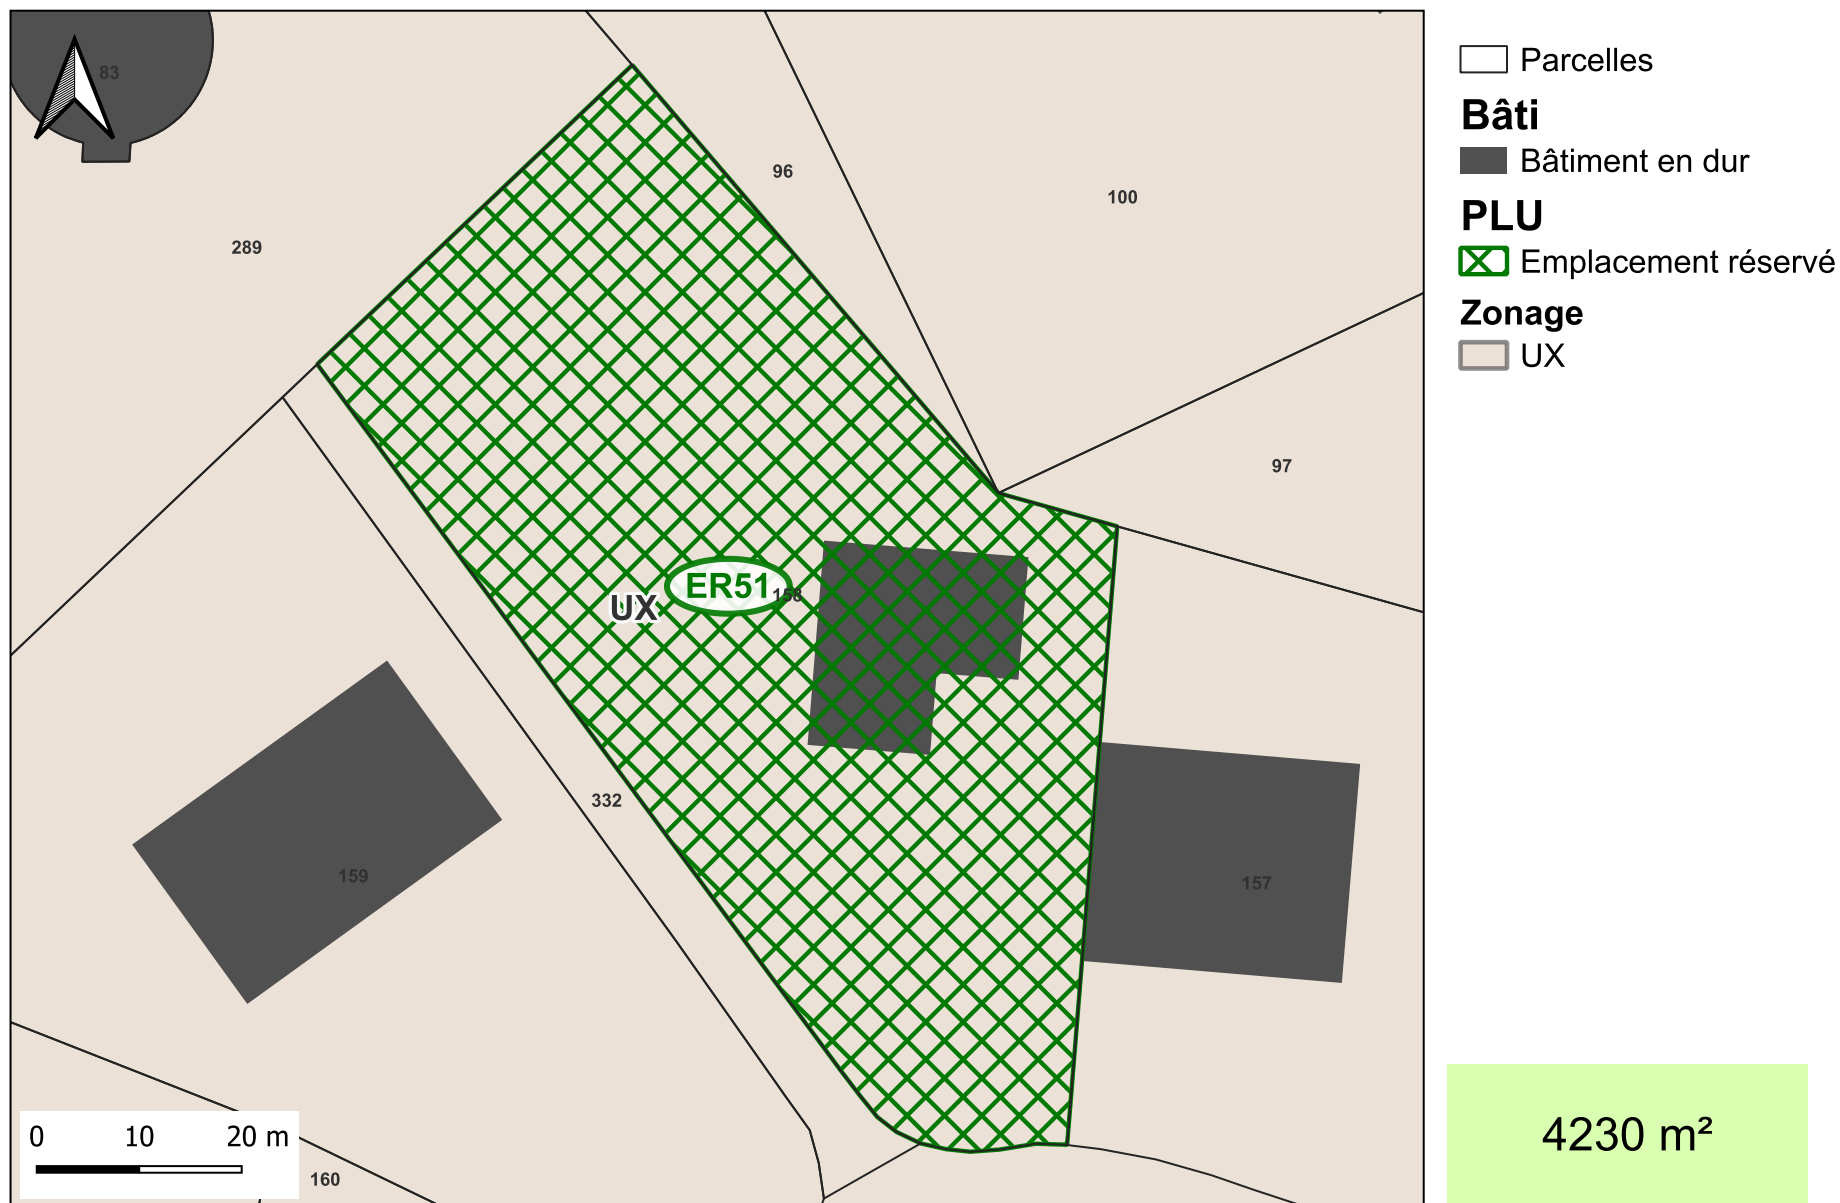 83
96
100
289
97
ER51
158
UX
332
159
157
160
0 10 20 m
Parcelles
Bâti
Bâtiment en dur
PLU
Emplacement réservé
Zonage
UX
4230 m²